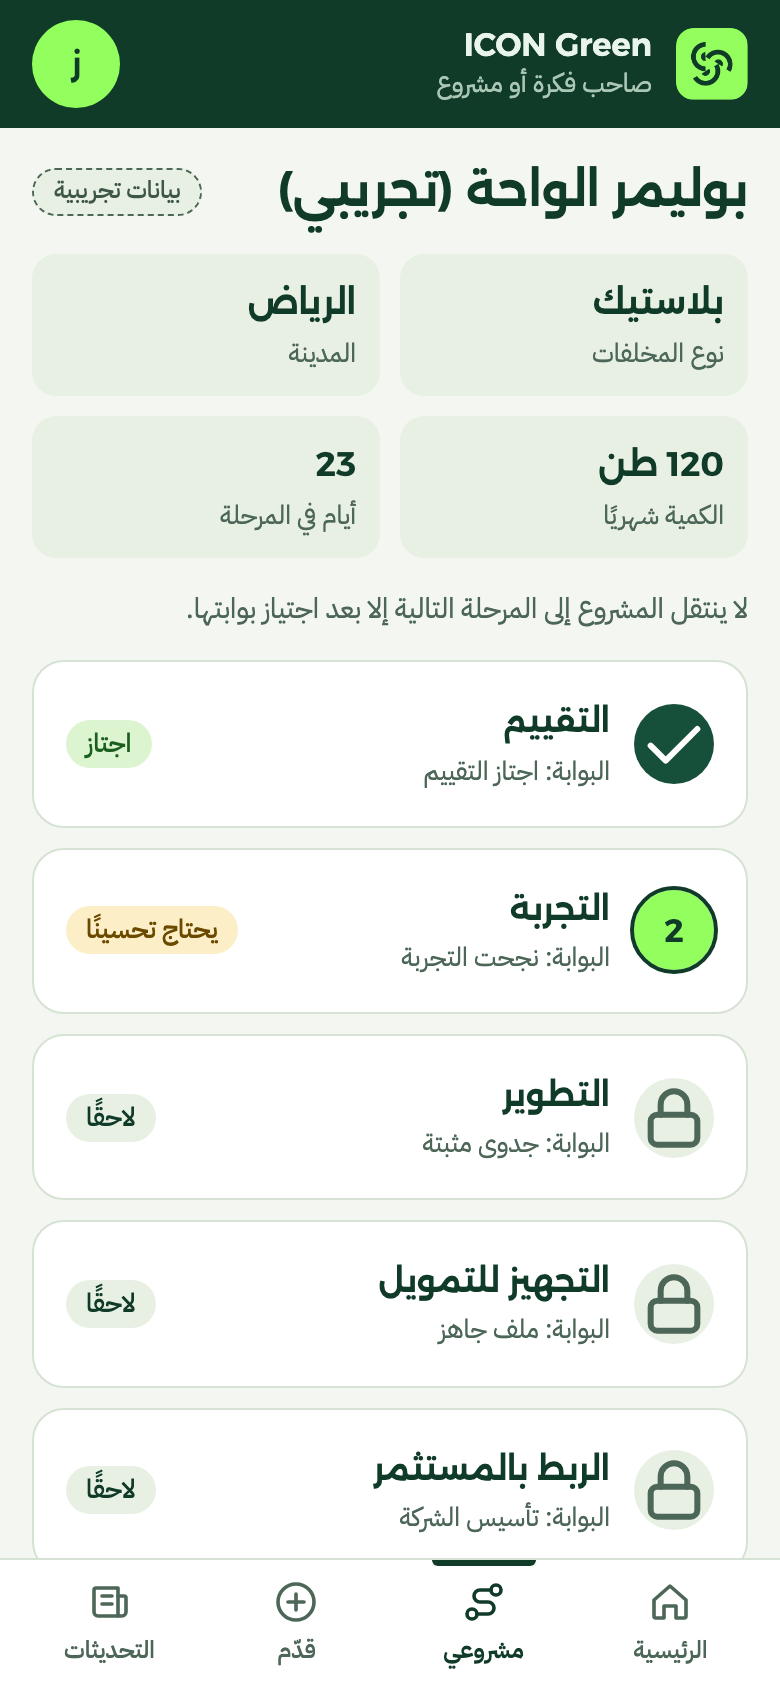 ICON Green
صاحب فكرة أو مشروع
ز
بوليمر الواحة (تجريبي)
بيانات تجريبية
بلاستيك
نوع المخلفات
الرياض
المدينة
120 طن
الكمية شهريًا
23
أيام في المرحلة
لا ينتقل المشروع إلى المرحلة التالية إلا بعد اجتياز بوابتها.
التقييم
البوابة: اجتاز التقييم
اجتاز
2
التجربة
البوابة: نجحت التجربة
يحتاج تحسينًا
التطوير
البوابة: جدوى مثبتة
لاحقًا
التجهيز للتمويل
البوابة: ملف جاهز
لاحقًا
الربط بالمستثمر
البوابة: تأسيس الشركة
لاحقًا
الرئيسية
مشروعي
قدّم
التحديثات